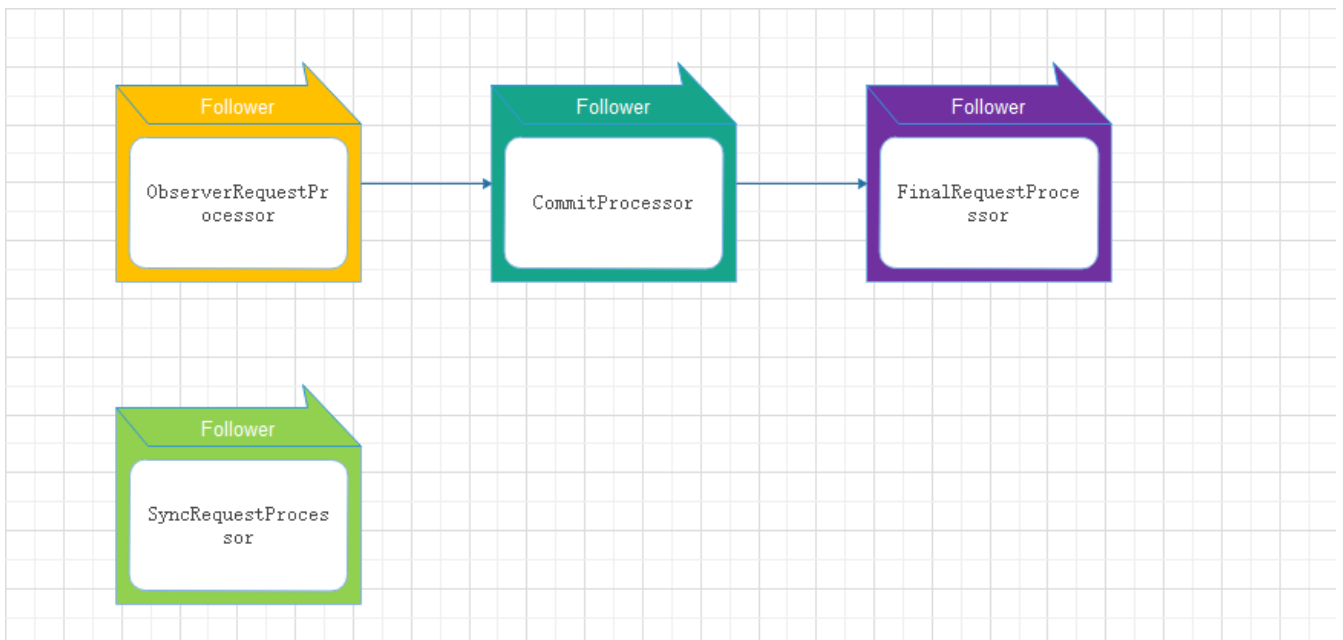 Follower
ObserverRequestPr
ocessor
Follower
CommitProcessor
Follower
FinalRequestProce
ssor
Follower
SyncRequestProces
sor